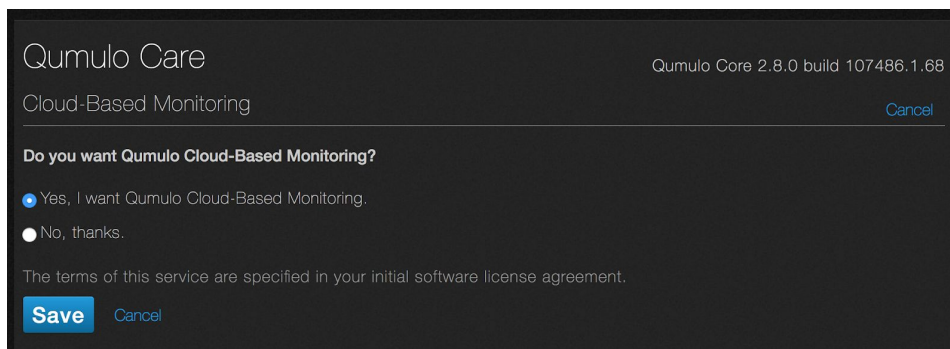 Qumulo Care
Qumulo Core 2.8.0 build 107486.1.68
Cloud-Based Monitoring
Cancel
Do you want Qumulo Cloud-Based Monitoring?
Yes, I want Qumulo Cloud-Based Monitoring.
No, thanks.
The terms of this service are specified in your initial software license agreement.
Save Cancel